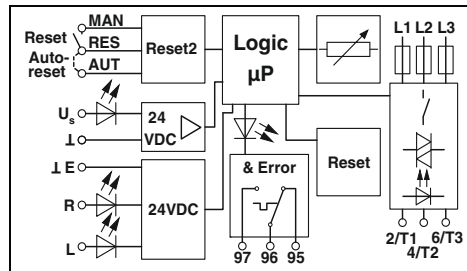 MAN
Reset
RES
Auto-
reset
AUT
Reset2
Logic
µP
L1 L2 L3
Us
⊥
24
VDC
⊥ E
R
L
24VDC
& Error
97 96 95
Reset
2/T1 6/T3
4/T2